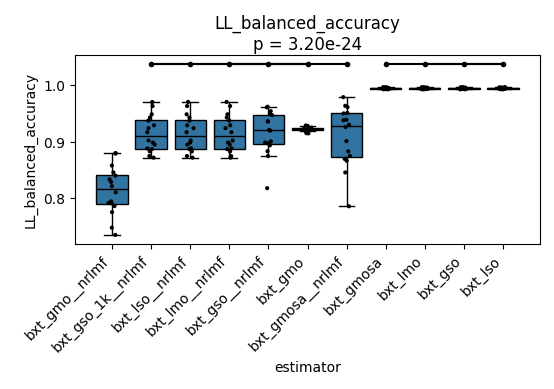 LL_balanced_accuracy
p = 3.20e-24
LL_balanced_accuracy
1.0
0.9
0.8
bxt_gmo__nrlmf
bxt_gso_1k__nrlmf
bxt_lso__nrlmf
bxt_lmo__nrlmf
bxt_gso__nrlmf
bxt_gmo
bxt_gmosa__nrlmf
bxt_gmosa
bxt_lmo
bxt_gso
bxt_lso
estimator